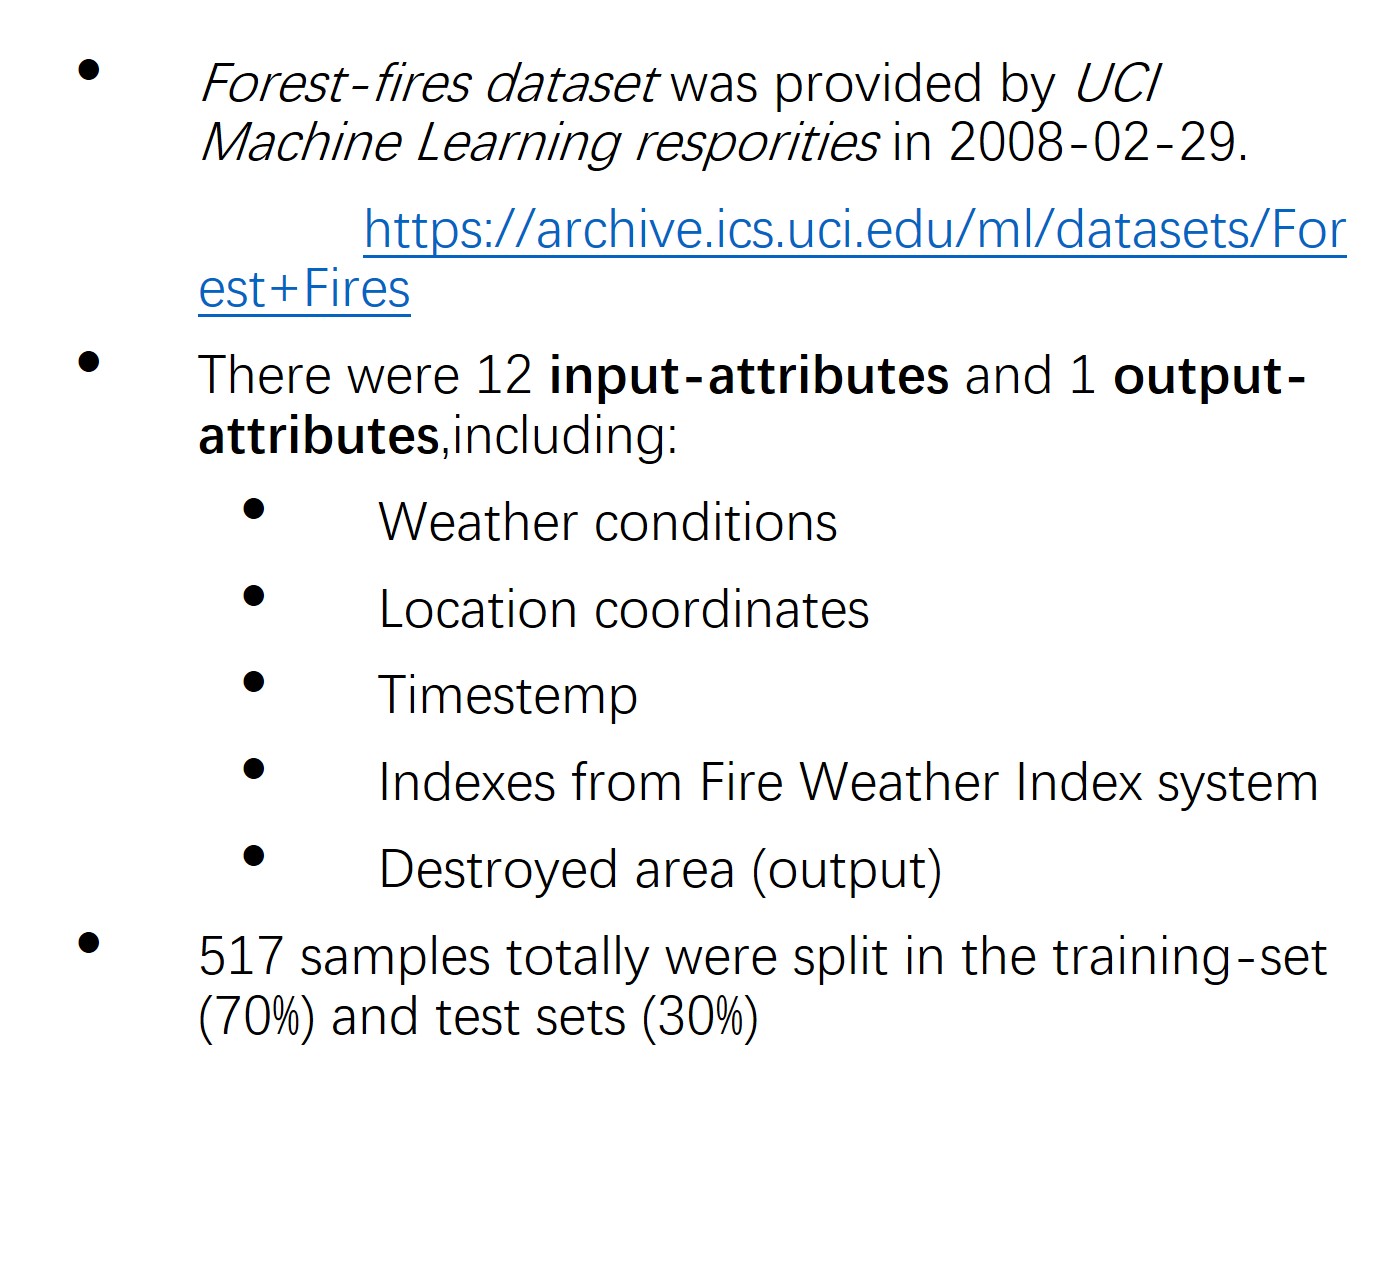 • Forest-fires dataset was provided by UCI
Machine Learning resporities in 2008-02-29.
https://archive.ics.uci.edu/ml/datasets/For
est+Fires
• There were 12 input-attributes and 1 output-
attributes,including:
• Weather conditions
• Location coordinates
• Timestemp
• Indexes from Fire Weather Index system
• Destroyed area (output)
• 517 samples totally were split in the training-set
(70%) and test sets (30%)